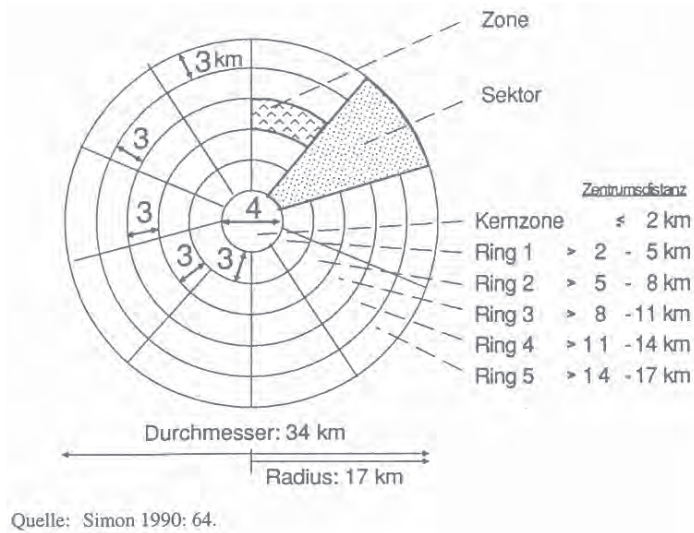 Zone
3 km
Sektor
3
Zentrumsdistanz
3
4
Kernzone ≤ 2 km
Ring 1 > 2 - 5 km
3
3
Ring 2 > 5 - 8 km
Ring 3 > 8 -11 km
Ring 4 > 11 -14 km
Ring 5 > 14 -17 km
Durchmesser: 34 km
Radius: 17 km
Quelle: Simon 1990: 64.